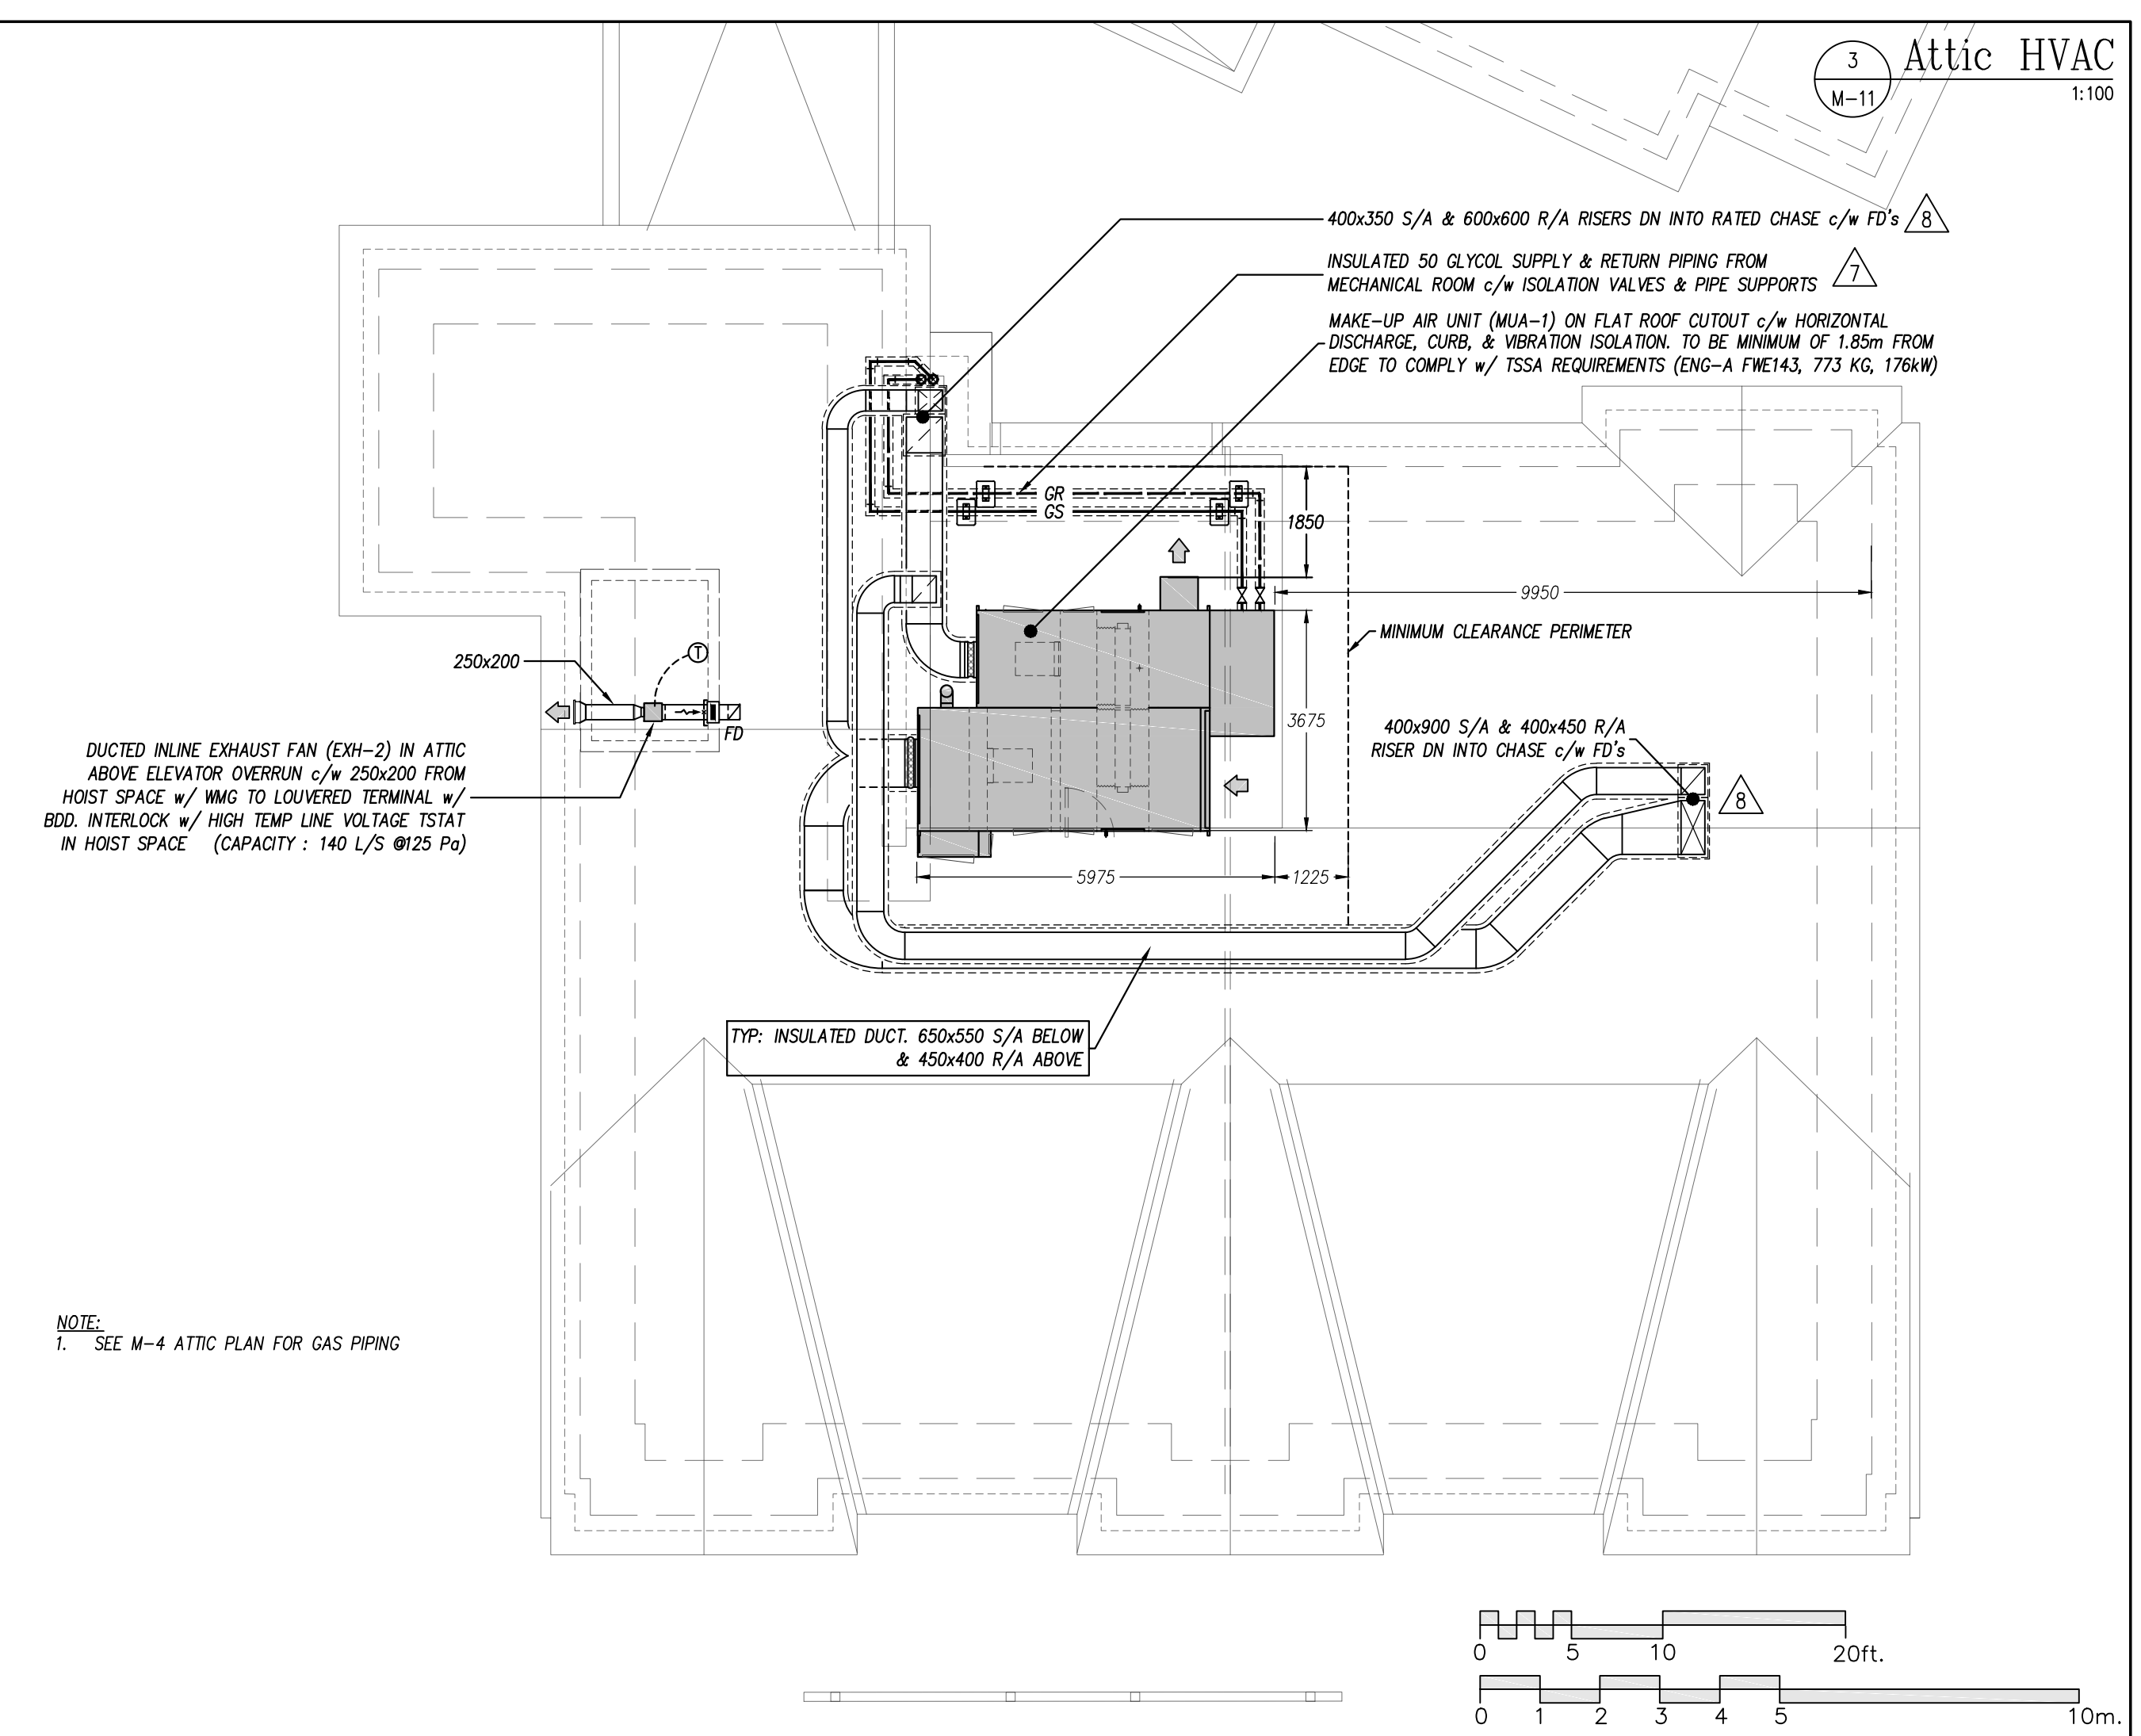 3
M-11
Attic HVAC
1:100
400x350 S/A & 600x600 R/A RISERS DN INTO RATED CHASE c/w FD's
8
INSULATED 50 GLYCOL SUPPLY & RETURN PIPING FROM
MECHANICAL ROOM c/w ISOLATION VALVES & PIPE SUPPORTS
7
MAKE-UP AIR UNIT (MUA-1) ON FLAT ROOF CUTOUT c/w HORIZONTAL
DISCHARGE, CURB, & VIBRATION ISOLATION. TO BE MINIMUM OF 1.85m FROM
EDGE TO COMPLY w/ TSSA REQUIREMENTS (ENG-A FWE143, 773 KG, 176kW)
GR
GS
1850
9950
MINIMUM CLEARANCE PERIMETER
250x200
T
FD
3675
400x900 S/A & 400x450 R/A
RISER DN INTO CHASE c/w FD's
8
DUCTED INLINE EXHAUST FAN (EXH-2) IN ATTIC
ABOVE ELEVATOR OVERRUN c/w 250x200 FROM
HOIST SPACE w/ WMG TO LOUVERED TERMINAL w/
BDD. INTERLOCK w/ HIGH TEMP LINE VOLTAGE TSTAT
IN HOIST SPACE (CAPACITY : 140 L/S @125 Pa)
5975
1225
TYP: INSULATED DUCT. 650x550 S/A BELOW
& 450x400 R/A ABOVE
NOTE:
1. SEE M-4 ATTIC PLAN FOR GAS PIPING
0 5 10 20ft.
0 1 2 3 4 5 10m.